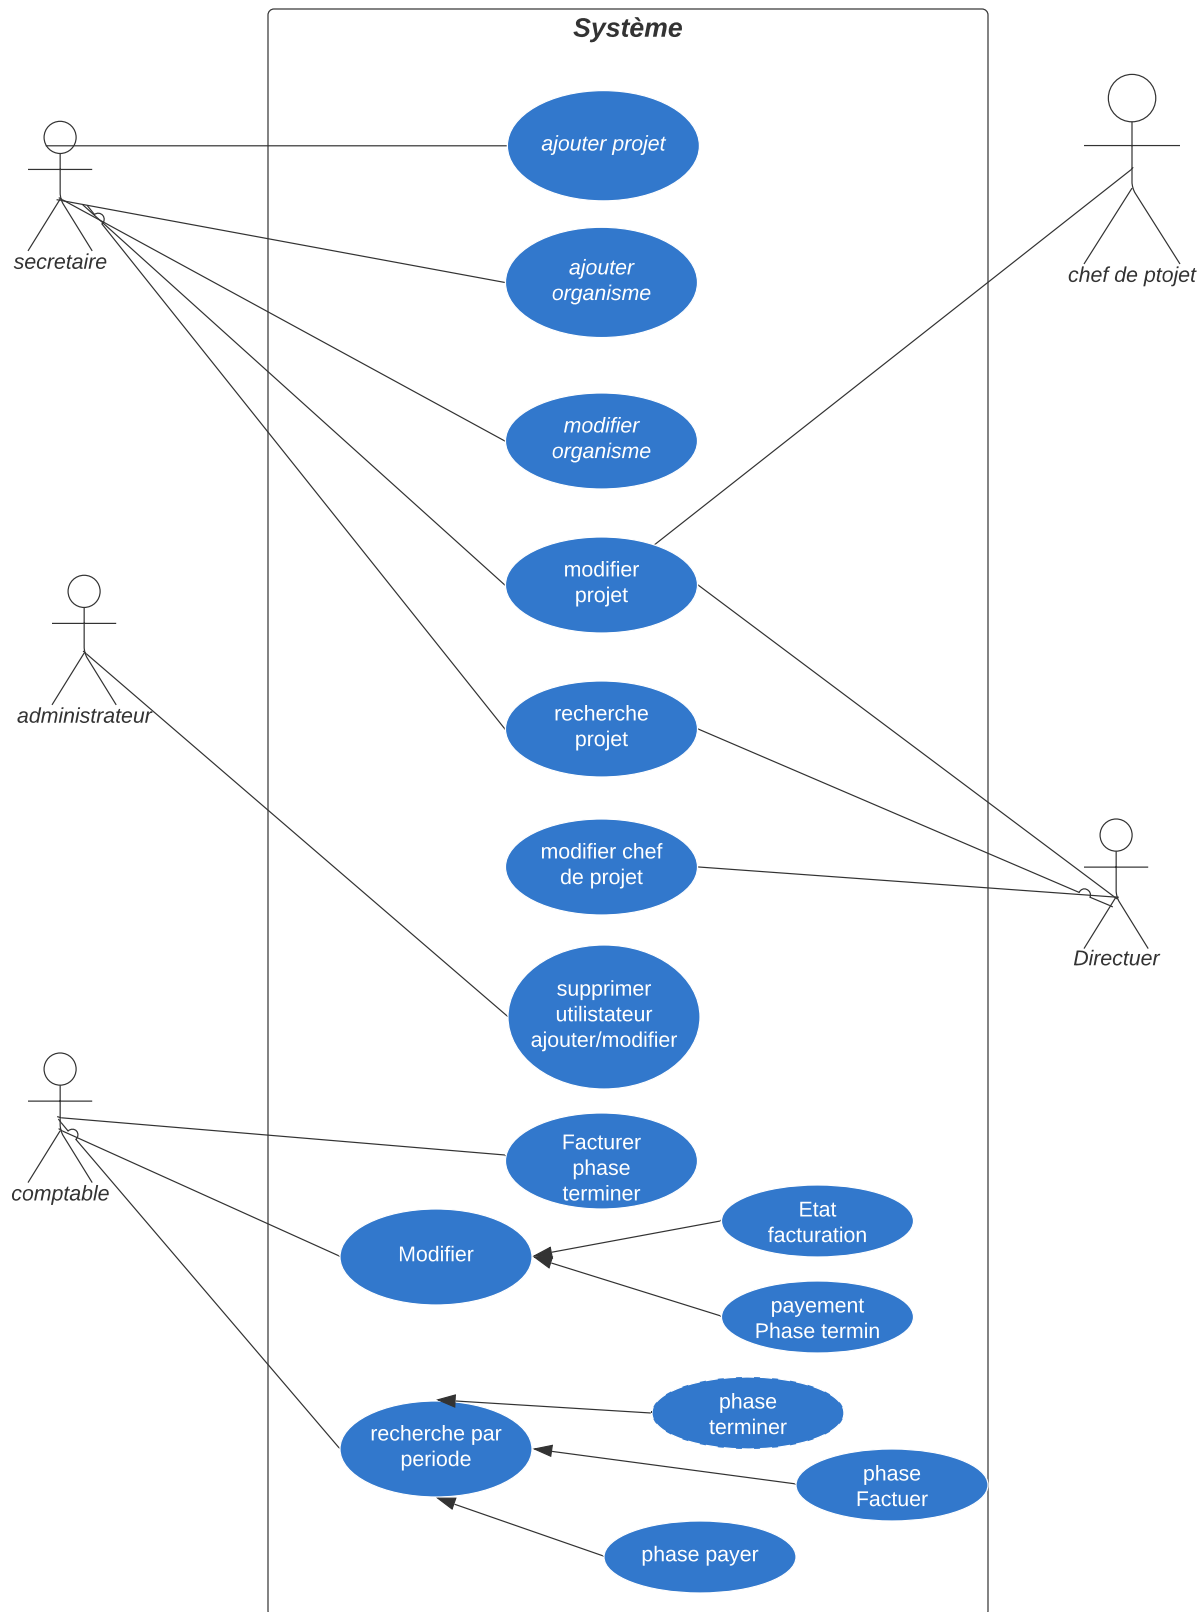 Système
ajouter projet
secretaire
chef de ptojet
ajouter
organisme
modifier
organisme
modifier
projet
administrateur
recherche
projet
modifier chef
de projet
Directuer
supprimer
utilistateur
ajouter/modifier
comptable
Facturer
phase
terminer
Modifier
Etat
facturation
payement
Phase termin
recherche par
periode
phase
terminer
phase
Factuer
phase payer